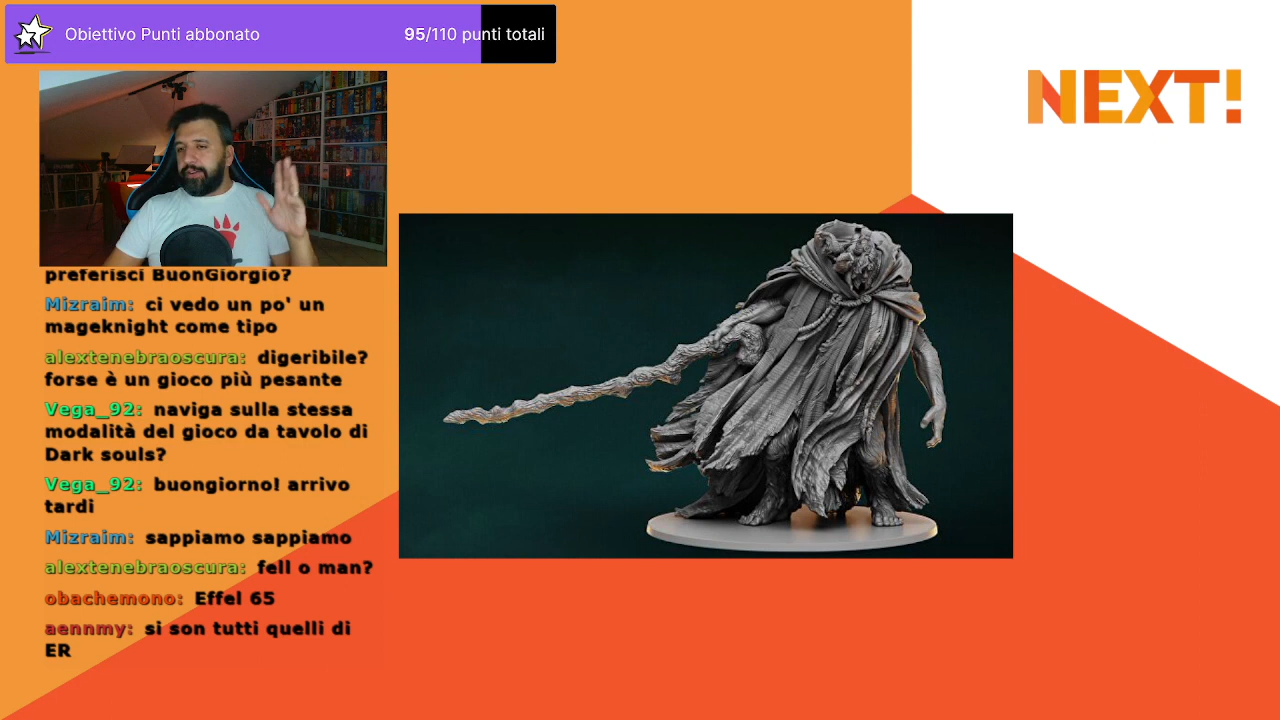 Obiettivo Punti abbonato 95/110 punti totali
NEXT!
preferisci BuonGiorgio?
Mizraim: ci vedo un po' un
mageknight come tipo
alextenebraoscura: digeribile?
forse è un gioco più pesante
Vega_92: naviga sulla stessa
modalità del gioco da tavolo di
Dark souls?
Vega_92: buongiorno! arrivo
tardi
Mizraim: sappiamo sappiamo
alextenebraoscura: fell o man?
obachemono: Effel 65
aennmy: si son tutti quelli di
ER